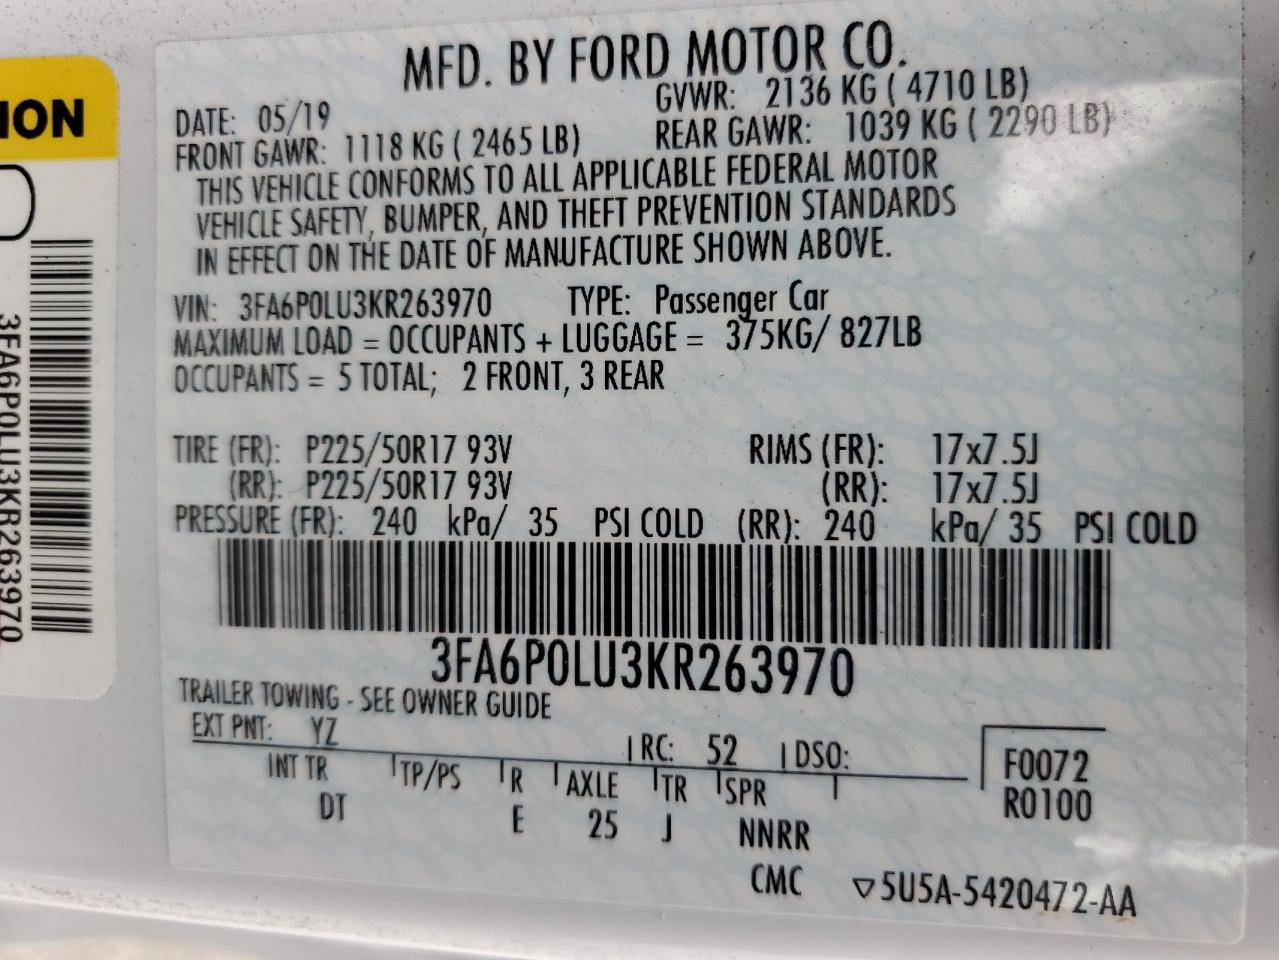 ION
3FA6P0LU3KR263970
MFD. BY FORD MOTOR CO.
DATE: 05/19 GVWR: 2136 KG ( 4710 LB)
FRONT GAWR: 1118 KG ( 2465 LB) REAR GAWR: 1039 KG ( 2290 LB)
THIS VEHICLE CONFORMS TO ALL APPLICABLE FEDERAL MOTOR
VEHICLE SAFETY, BUMPER, AND THEFT PREVENTION STANDARDS
IN EFFECT ON THE DATE OF MANUFACTURE SHOWN ABOVE.
VIN: 3FA6P0LU3KR263970 TYPE: Passenger Car
MAXIMUM LOAD = OCCUPANTS + LUGGAGE = 375KG/ 827LB
OCCUPANTS = 5 TOTAL; 2 FRONT, 3 REAR
TIRE (FR): P225/50R17 93V RIMS (FR): 17x7.5J
(RR): P225/50R17 93V (RR): 17x7.5J
PRESSURE (FR): 240 kPa/ 35 PSI COLD (RR): 240 kPa/ 35 PSI COLD
3FA6P0LU3KR263970
TRAILER TOWING - SEE OWNER GUIDE
EXT PNT: YZ RC: 52 DSO:
INT TR TP/PS R AXLE TR SPR
DT E 25 J NNRR
F0072
R0100
CMC ▽5U5A-5420472-AA